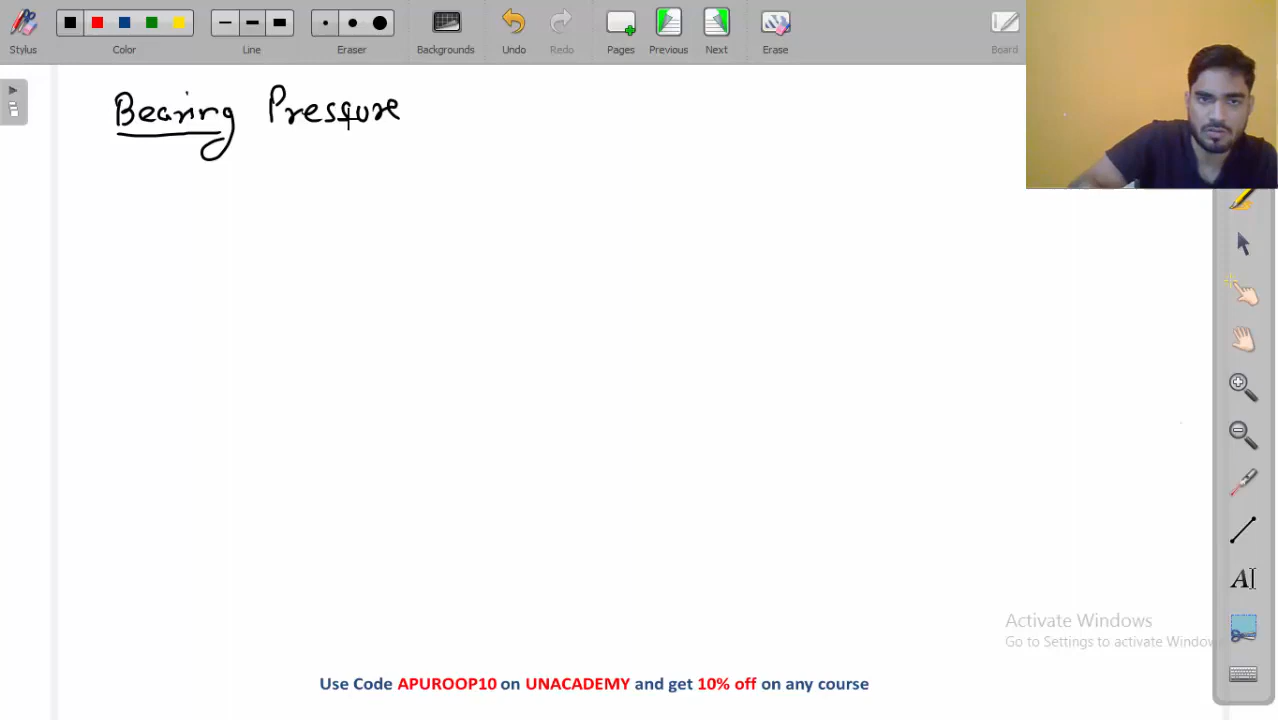 Stylus Color Line Eraser Backgrounds Undo Redo Pages Previous Next Erase Board
Bearing Pressure
A
Activate Windows
Go to Settings to activate Window
Use Code APUROOP10 on UNACADEMY and get 10% off on any course